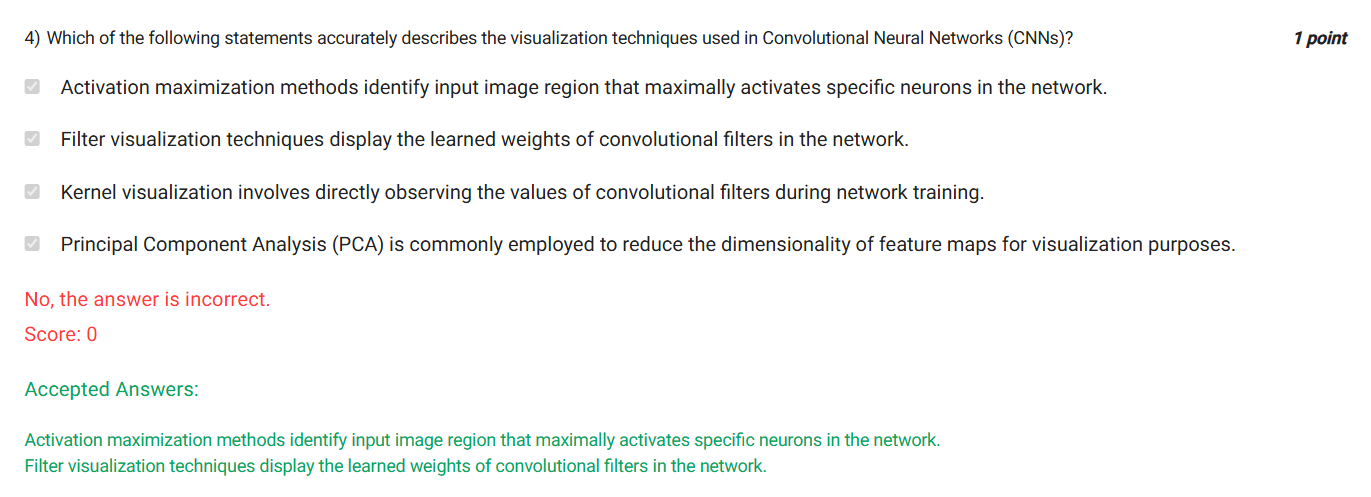 4) Which of the following statements accurately describes the visualization techniques used in Convolutional Neural Networks (CNNs)? 1 point
Activation maximization methods identify input image region that maximally activates specific neurons in the network.
Filter visualization techniques display the learned weights of convolutional filters in the network.
Kernel visualization involves directly observing the values of convolutional filters during network training.
Principal Component Analysis (PCA) is commonly employed to reduce the dimensionality of feature maps for visualization purposes.
No, the answer is incorrect.
Score: 0
Accepted Answers:
Activation maximization methods identify input image region that maximally activates specific neurons in the network.
Filter visualization techniques display the learned weights of convolutional filters in the network.